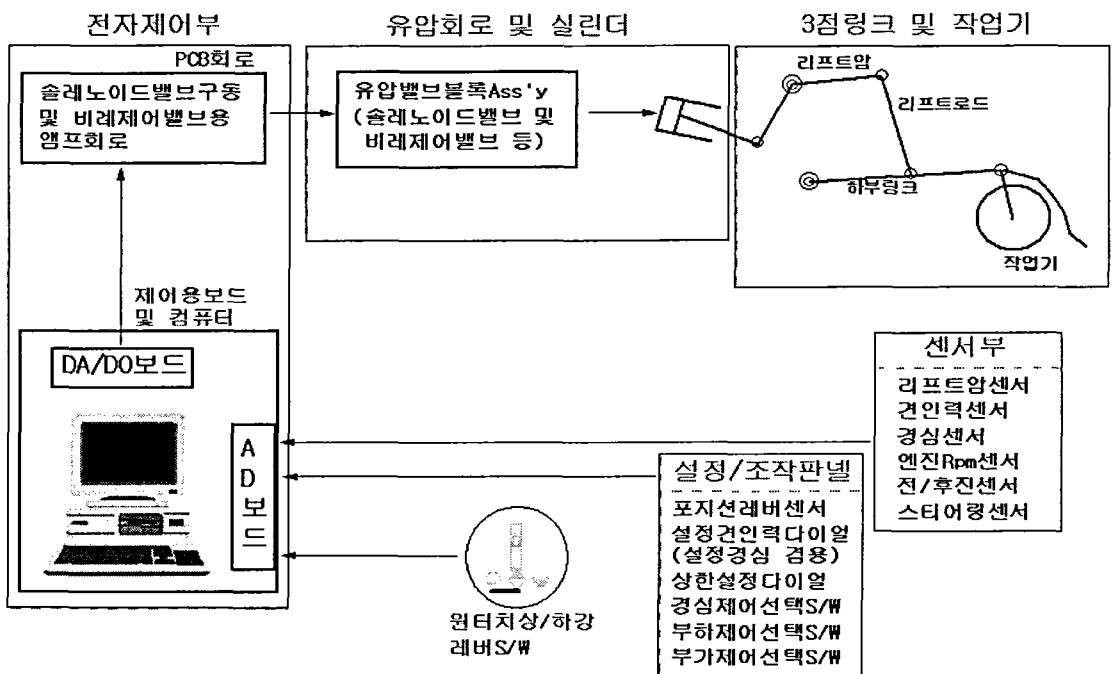 전자제어부
유압회로 및 실린더
3점링크 및 작업기
PCB회로
솔레노이드밸브구동
및 비례제어밸브용
앰프회로
유압밸브블록Ass'y
(솔레노이드밸브 및
비례제어밸브 등)
리프트암
리프트로드
하부링크
작업기
제어용보드
및 컴퓨터
DA/DO보드
A
D
보
드
센서부
리프트암센서
견인력센서
경심센서
엔진Rpm센서
전/후진센서
스티어링센서
설정/조작판넬
포지션레버센서
설정견인력다이얼
(설정경심 겸용)
상한설정다이얼
경심제어선택S/W
부하제어선택S/W
부가제어선택S/W
원터치상/하강
레버S/W